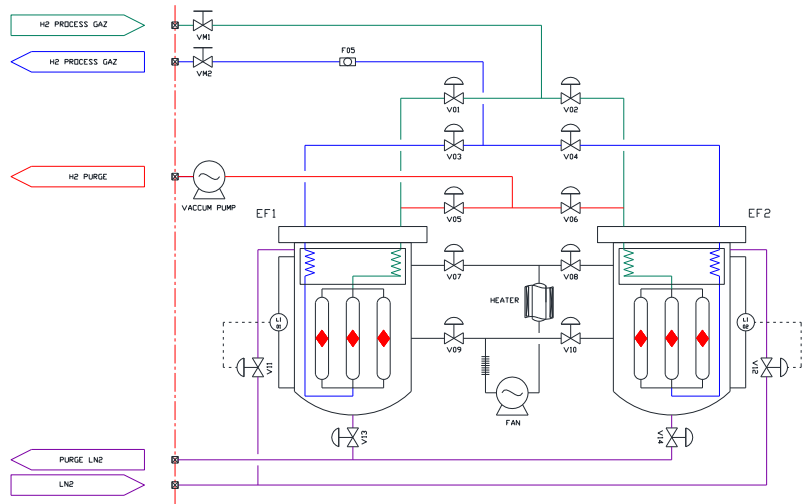 H2 PROCESS GAZ
VM1
H2 PROCESS GAZ
VM2
F05
V01
V02
V03
V04
H2 PURGE
VACCUM PUMP
EF1
V05
V06
EF2
V07
V08
HEATER
LI
01
LI
02
V09
V10
V11
V12
FAN
V13
V14
PURGE LN2
LN2